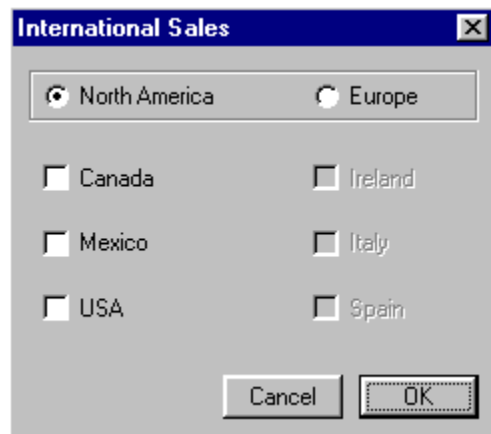 International Sales
North America Europe
Canada Ireland
Mexico Italy
USA Spain
Cancel OK